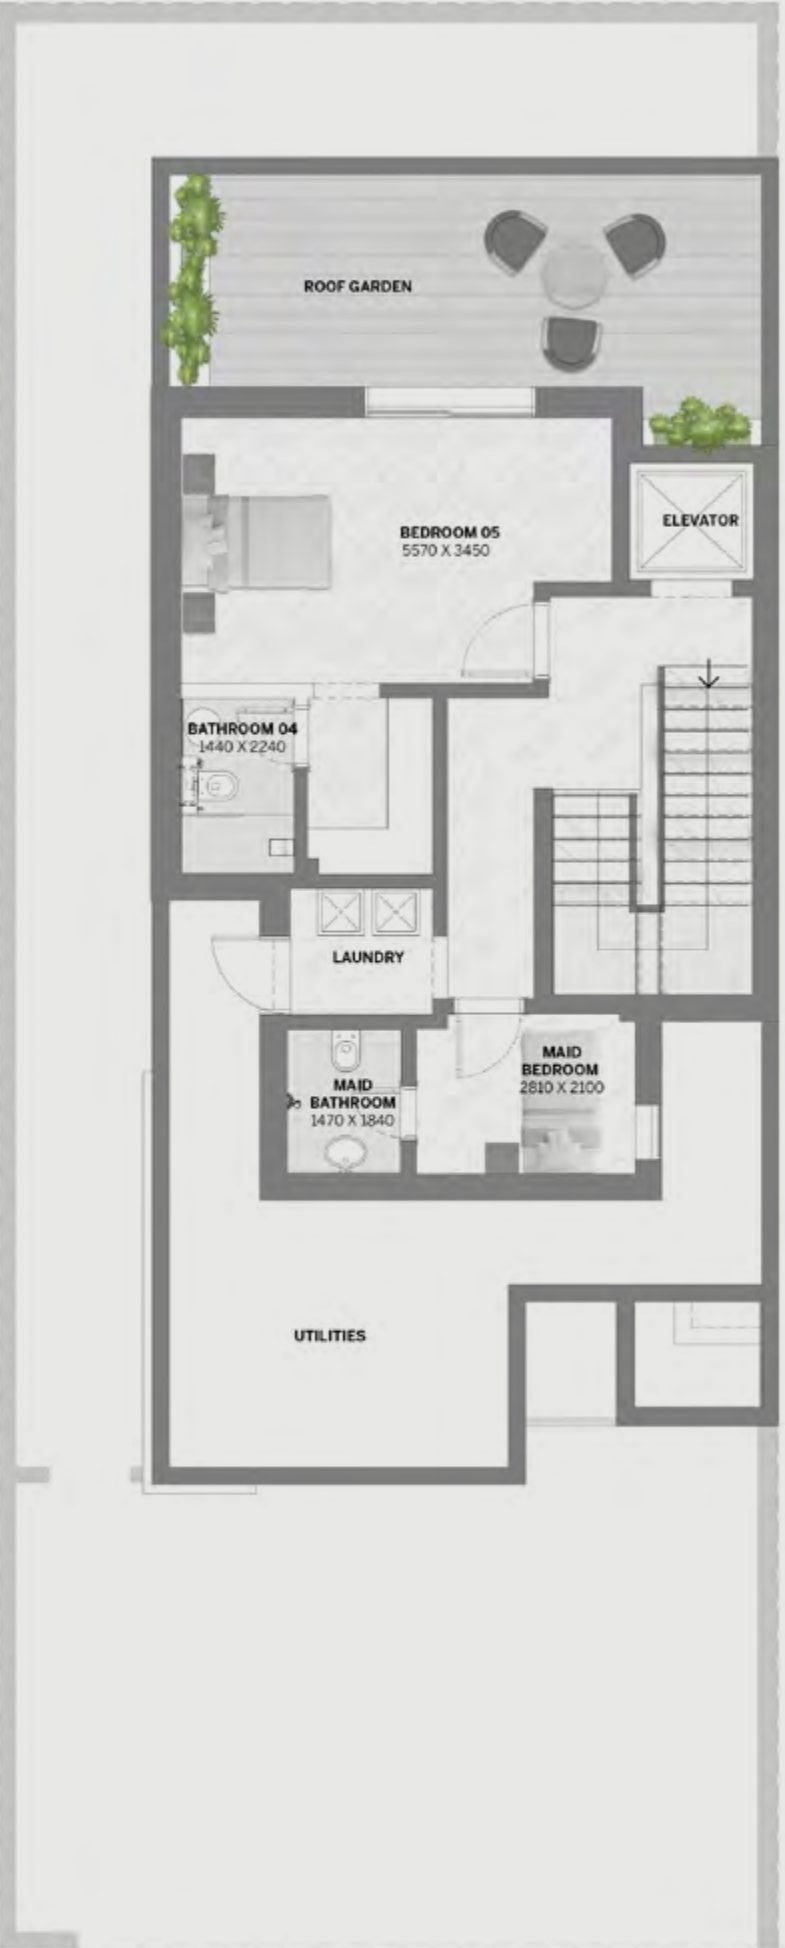 ROOF GARDEN
ELEVATOR
BEDROOM 05
5570 X 3450
BATHROOM 04
1440 X 2240
LAUNDRY
MAID
BEDROOM
2810 X 2100
MAID
BATHROOM
1470 X 1840
UTILITIES